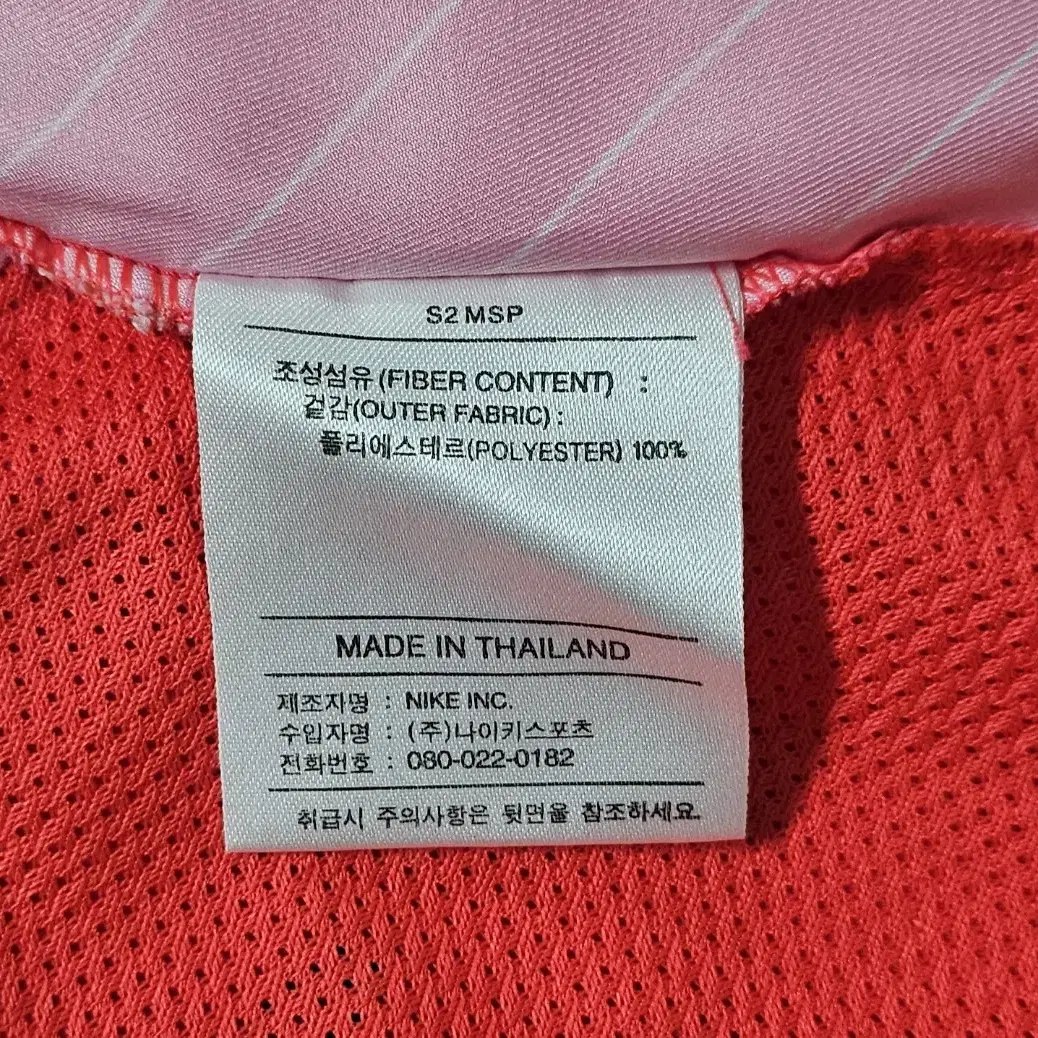 S2 MSP
조성섬유(FIBER CONTENT) :
겉감(OUTER FABRIC) :
폴리에스테르(POLYESTER) 100%
MADE IN THAILAND
제조자명 : NIKE INC.
수입자명 : (주)나이키스포츠
전화번호 : 080-022-0182
취급시 주의사항은 뒷면을 참조하세요.